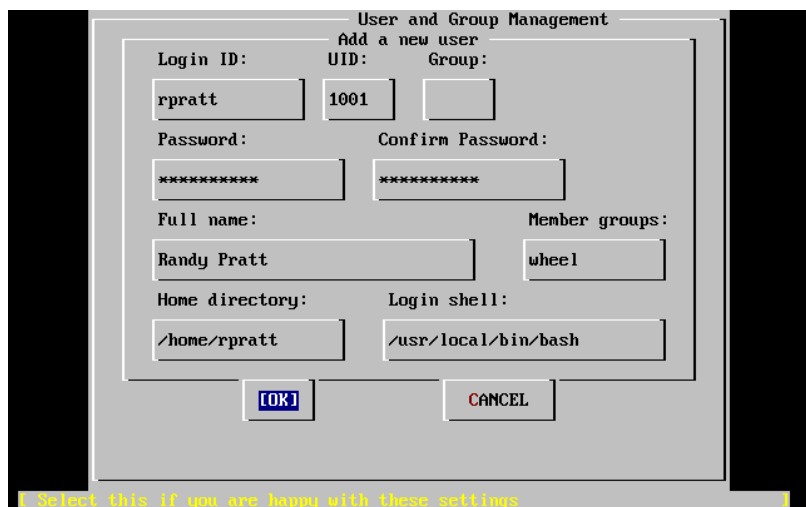 User and Group Management
Add a new user
Login ID: UID: Group:
rpratt 1001
Password: Confirm Password:
********** **********
Full name: Member groups:
Randy Pratt wheel
Home directory: Login shell:
/home/rpratt /usr/local/bin/bash
[OK] CANCEL
[ Select this if you are happy with these settings ]